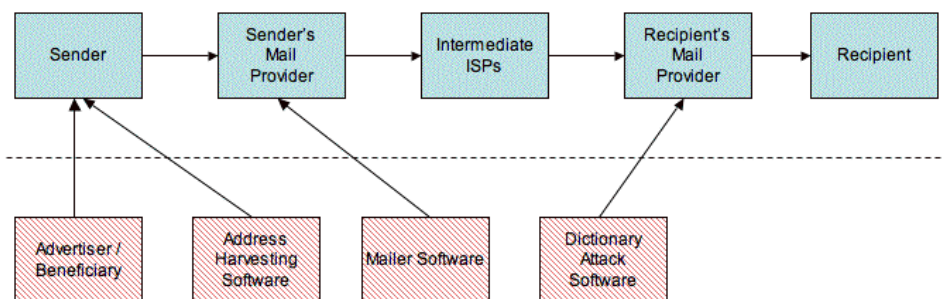 Sender
Sender's
Mail
Provider
Intermediate
ISPs
Recipient's
Mail
Provider
Recipient
Advertiser /
Beneficiary
Address
Harvesting
Software
Mailer Software
Dictionary
Attack
Software